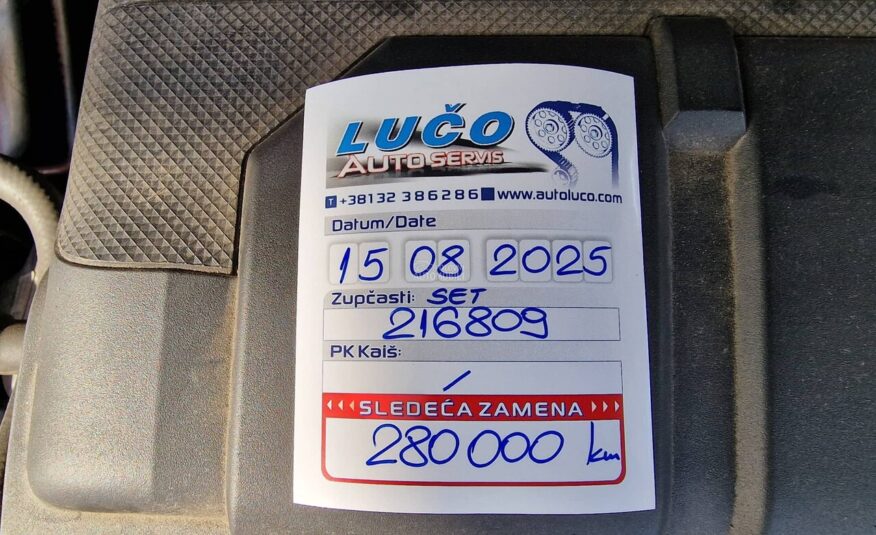 LUČO
AUTO SERVIS
T +38132 386286 www.autoluco.com
Datum/Date
15 08 2025
Zupčasti: SET
216809
PK Kaiš:
/
SLEDEĆA ZAMENA
280000 km